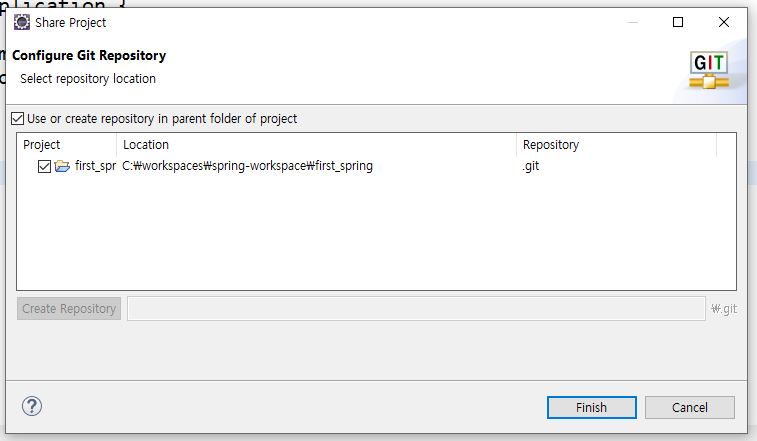 plication {
Share Project
Configure Git Repository
Select repository location
GIT
Use or create repository in parent folder of project
Project Location Repository
first_spr C:₩workspaces₩spring-workspace₩first_spring .git
Create Repository ₩.git
Finish Cancel